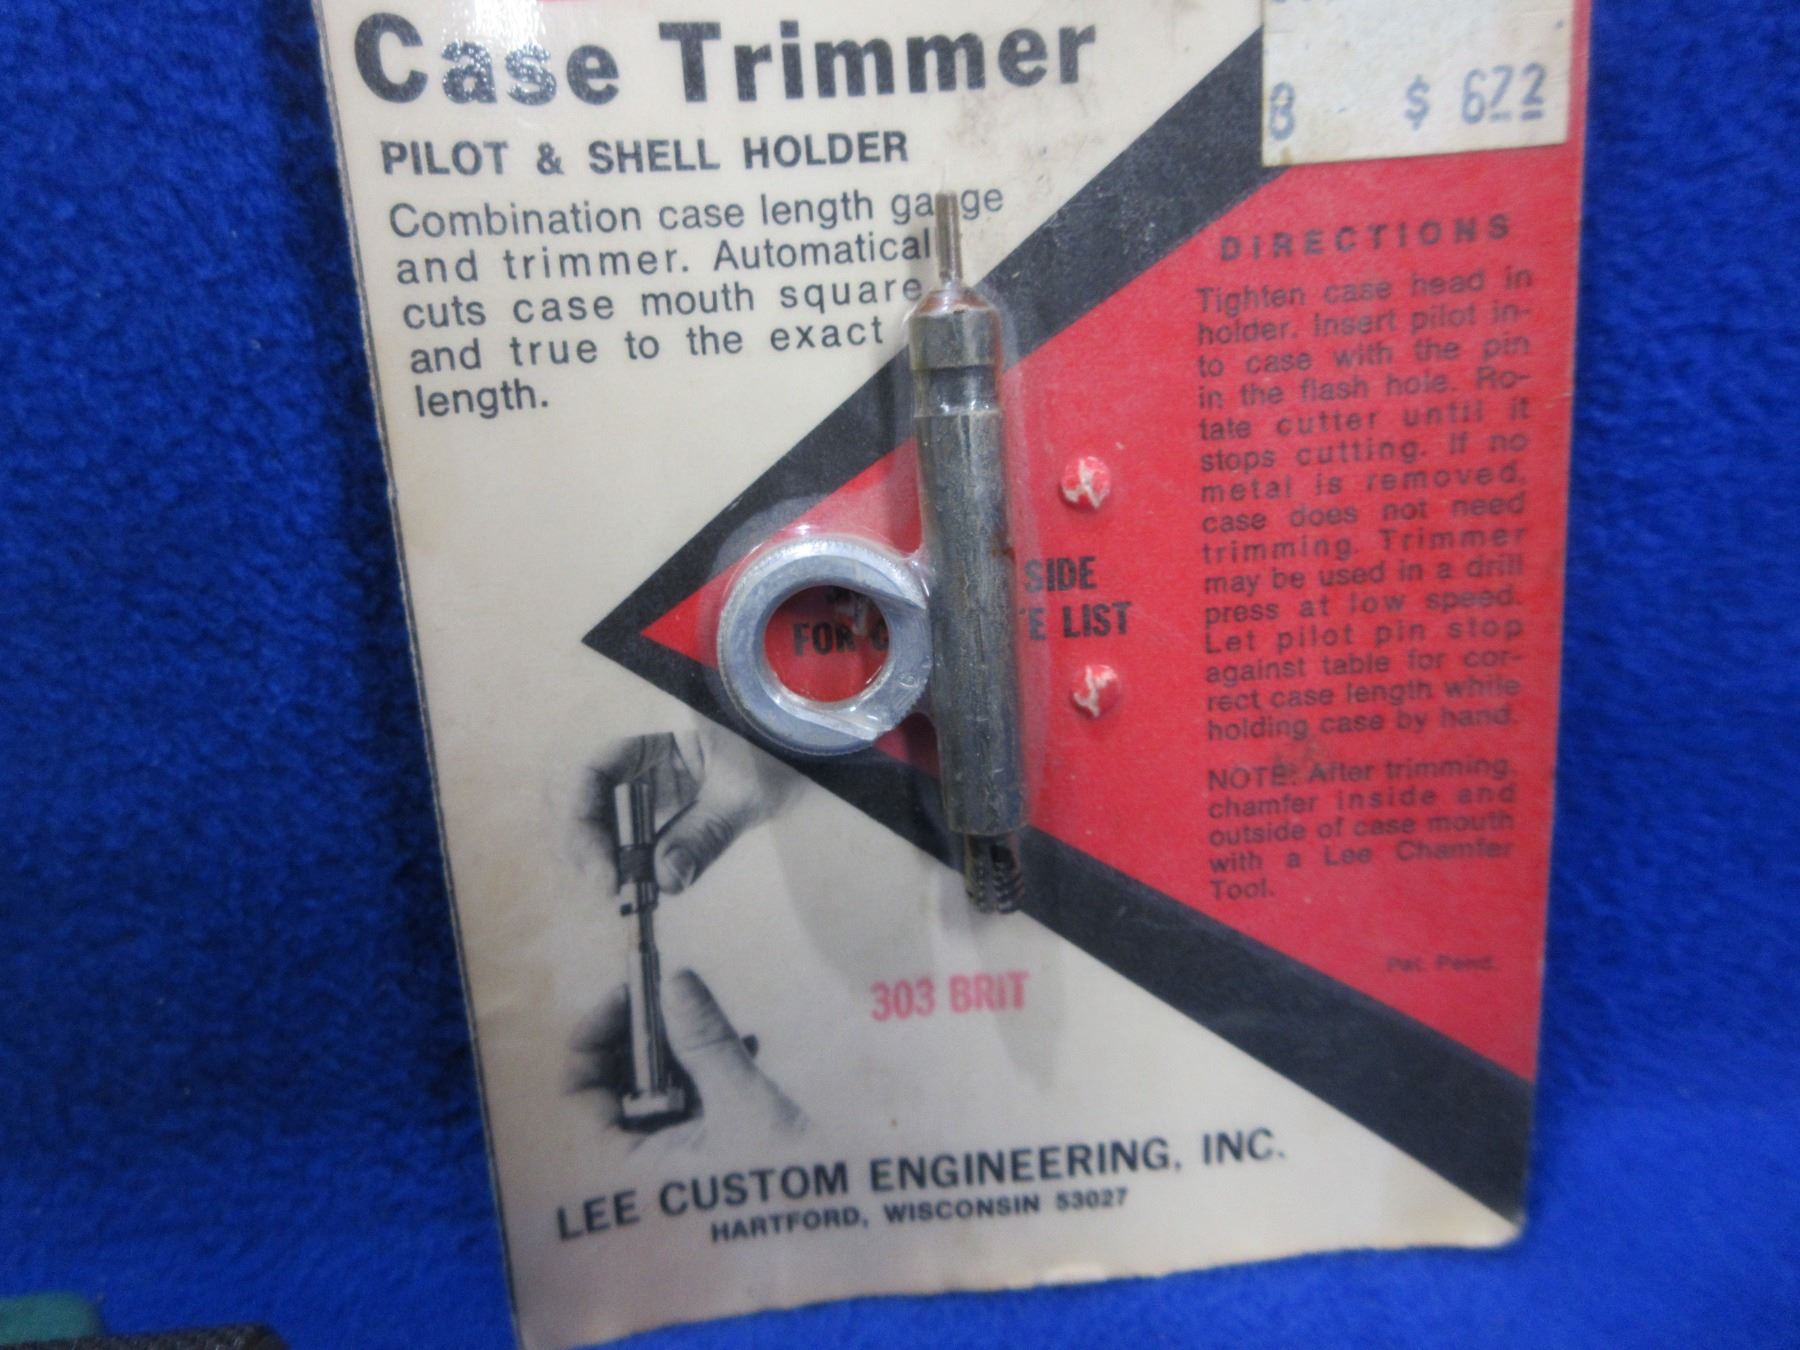 Case Trimmer
PILOT & SHELL HOLDER
Combination case length ga ge
and trimmer. Automatical
cuts case mouth square
and true to the exact
length.
8 $ 672
DIRECTIONS
Tighten case head in
holder. Insert pilot in-
to case with the pin
in the flash hole. Ro-
tate cutter until it
stops cutting. If no
metal is removed,
case does not need
trimming. Trimmer
may be used in a drill
press at low speed.
Let pilot pin stop
against table for cor-
rect case length while
holding case by hand.
NOTE: After trimming,
chamfer inside and
outside of case mouth
with a Lee Chamfer
Tool.
Pat. Pend.
SIDE
FOR E LIST
303 BRIT
LEE CUSTOM ENGINEERING, INC.
HARTFORD, WISCONSIN 53027